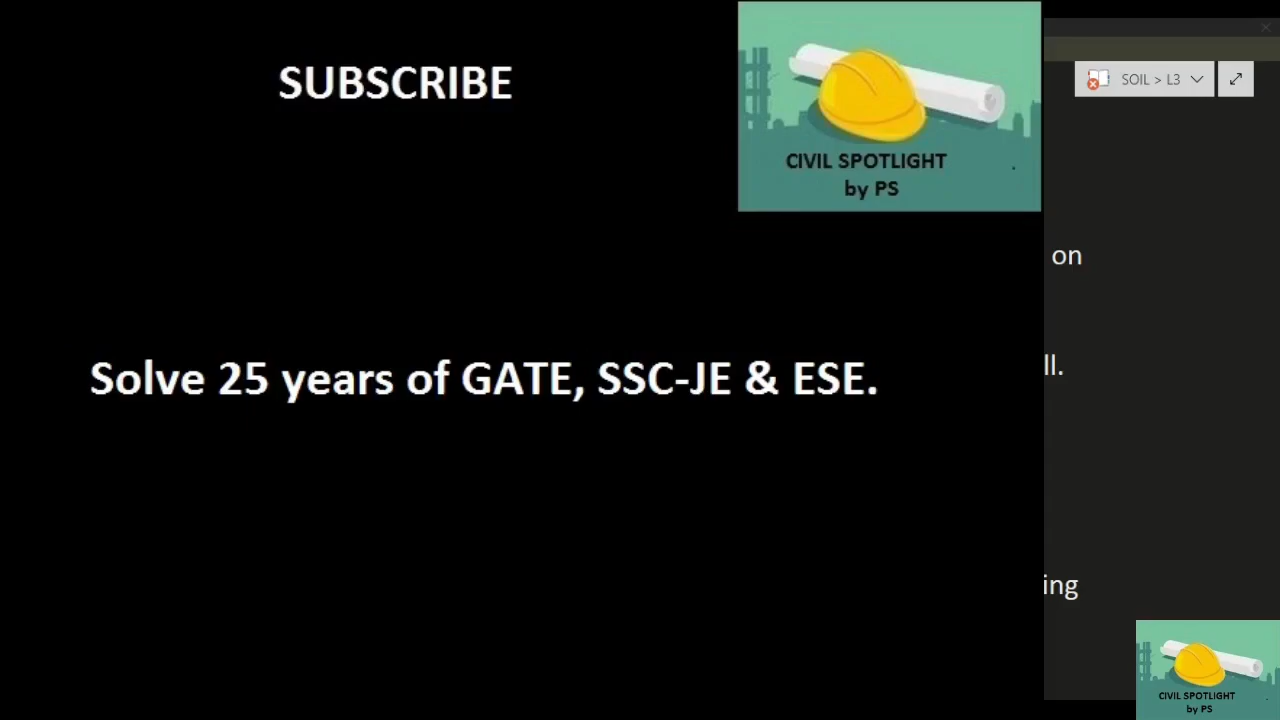 SUBSCRIBE
CIVIL SPOTLIGHT
by PS
SOIL > L3
on
ll.
Solve 25 years of GATE, SSC-JE & ESE.
ing
CIVIL SPOTLIGHT
by PS